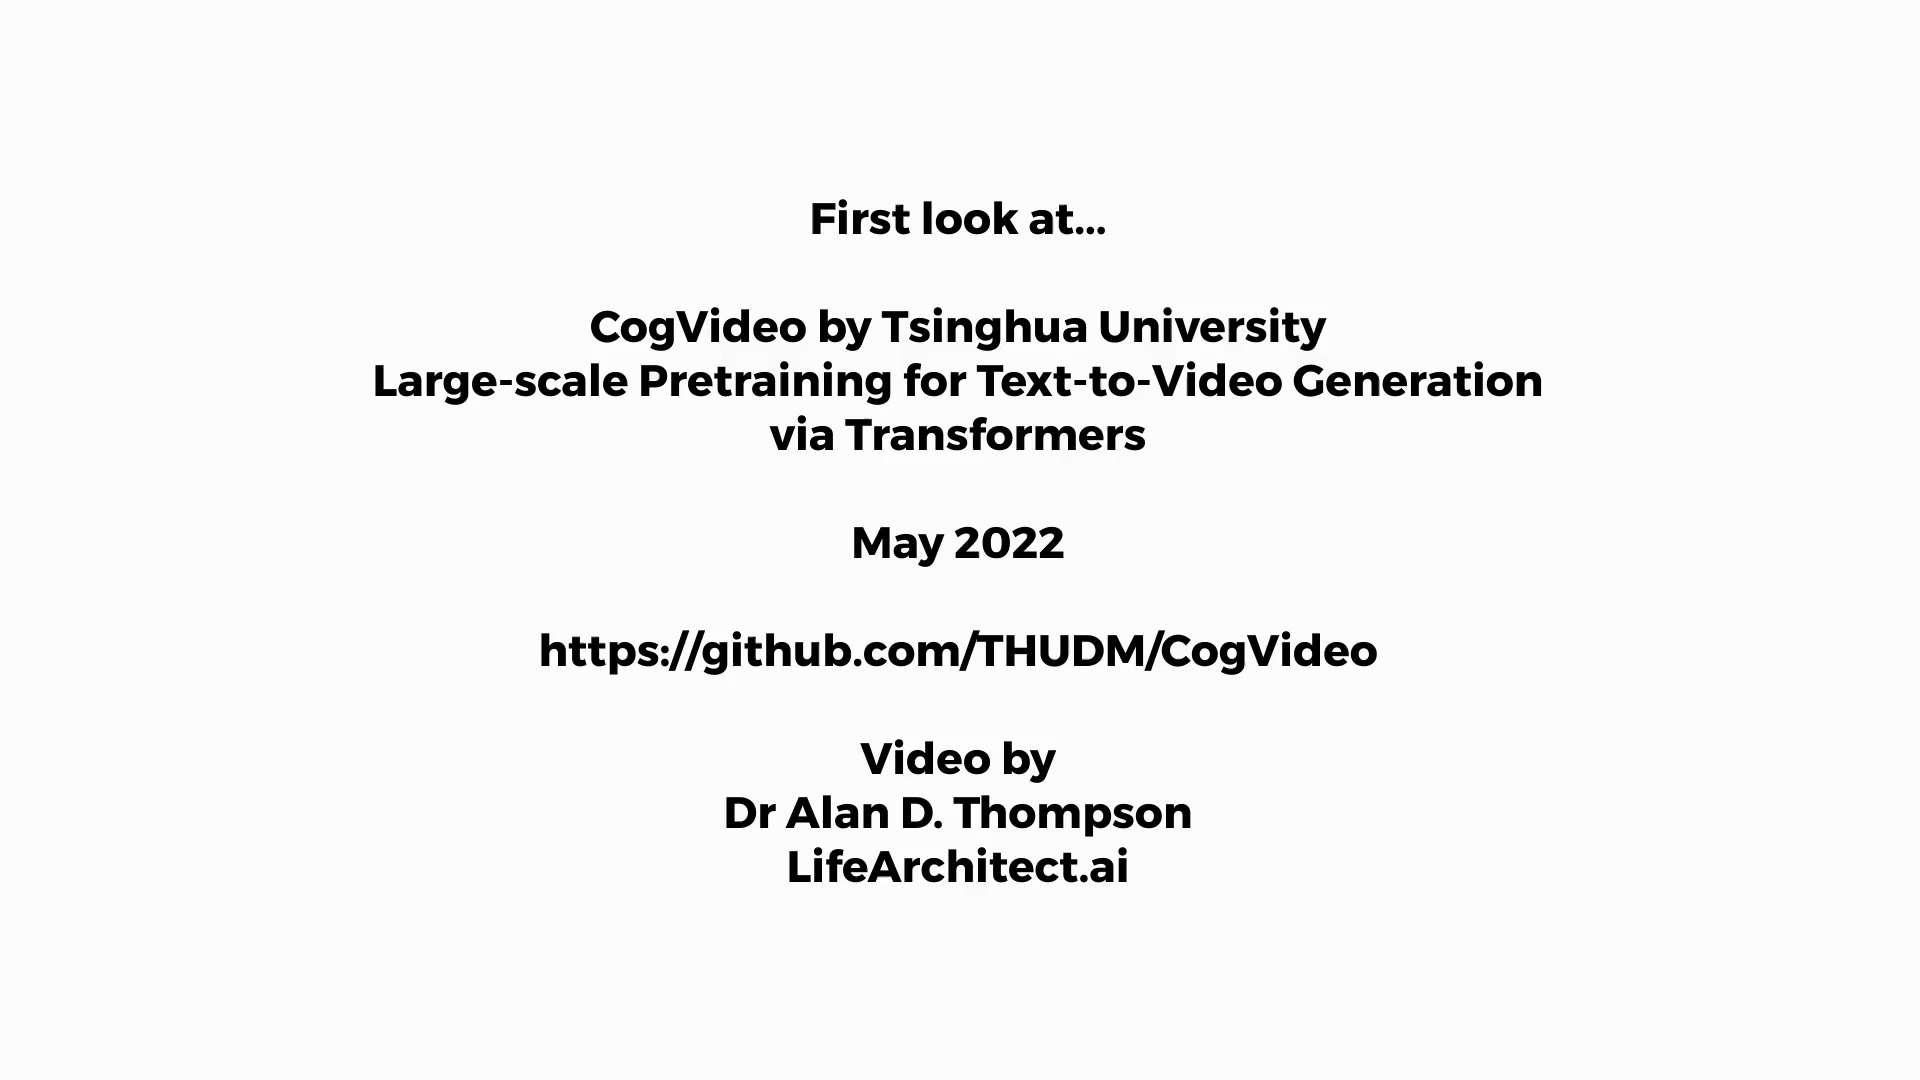 First look at...
CogVideo by Tsinghua University
Large-scale Pretraining for Text-to-Video Generation
via Transformers
May 2022
https://github.com/THUDM/CogVideo
Video by
Dr Alan D. Thompson
LifeArchitect.ai